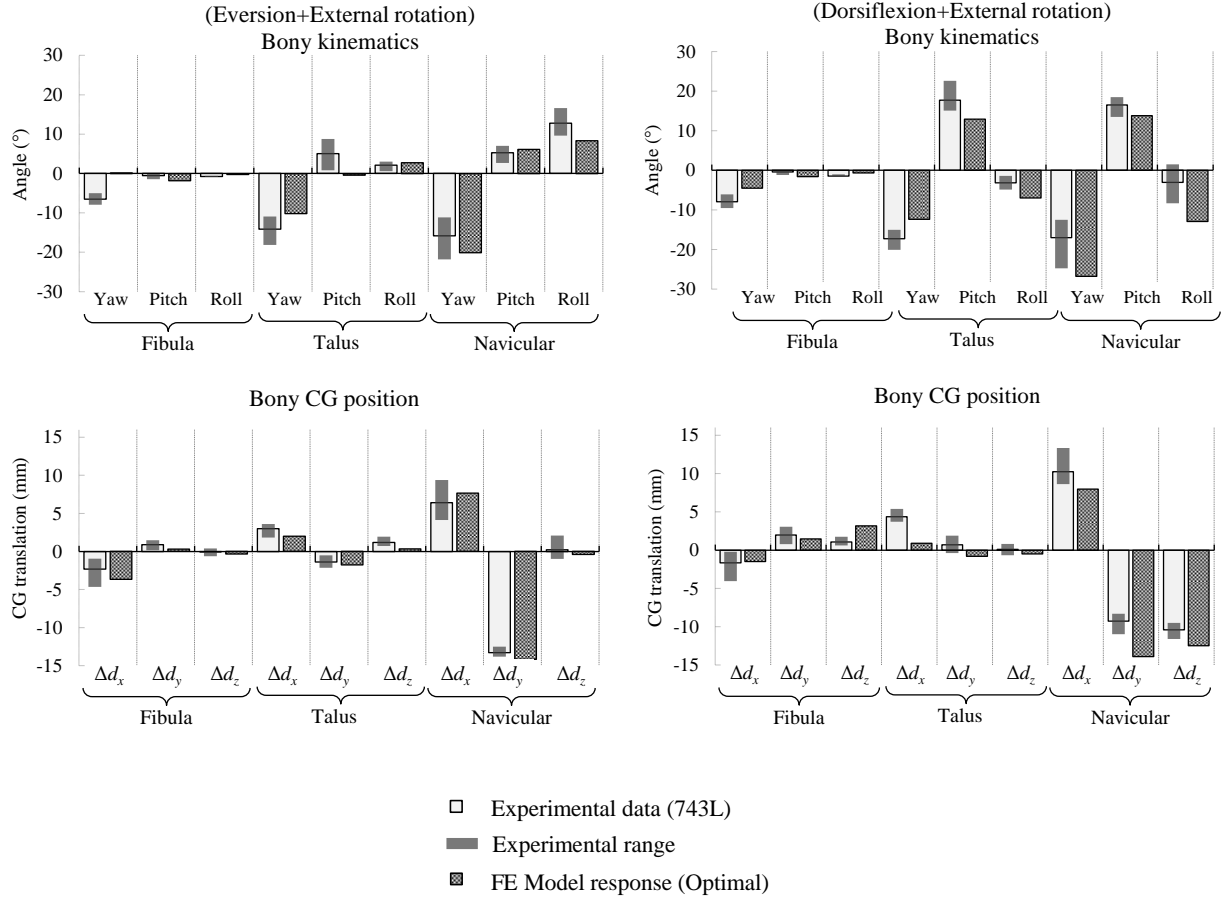 (Eversion+External rotation)
Bony kinematics
30
20
10
0
-10
-20
-30
Angle (°)
Yaw Pitch Roll Yaw Pitch Roll Yaw Pitch Roll
Fibula Talus Navicular
(Dorsiflexion+External rotation)
Bony kinematics
30
20
10
0
-10
-20
-30
Angle (°)
Yaw Pitch Roll Yaw Pitch Roll Yaw Pitch Roll
Fibula Talus Navicular
Bony CG position
15
10
5
0
-5
-10
-15
CG translation (mm)
Δdx Δdy Δdz Δdx Δdy Δdz Δdx Δdy Δdz
Fibula Talus Navicular
Bony CG position
15
10
5
0
-5
-10
-15
CG translation (mm)
Δdx Δdy Δdz Δdx Δdy Δdz Δdx Δdy Δdz
Fibula Talus Navicular
Experimental data (743L)
Experimental range
FE Model response (Optimal)